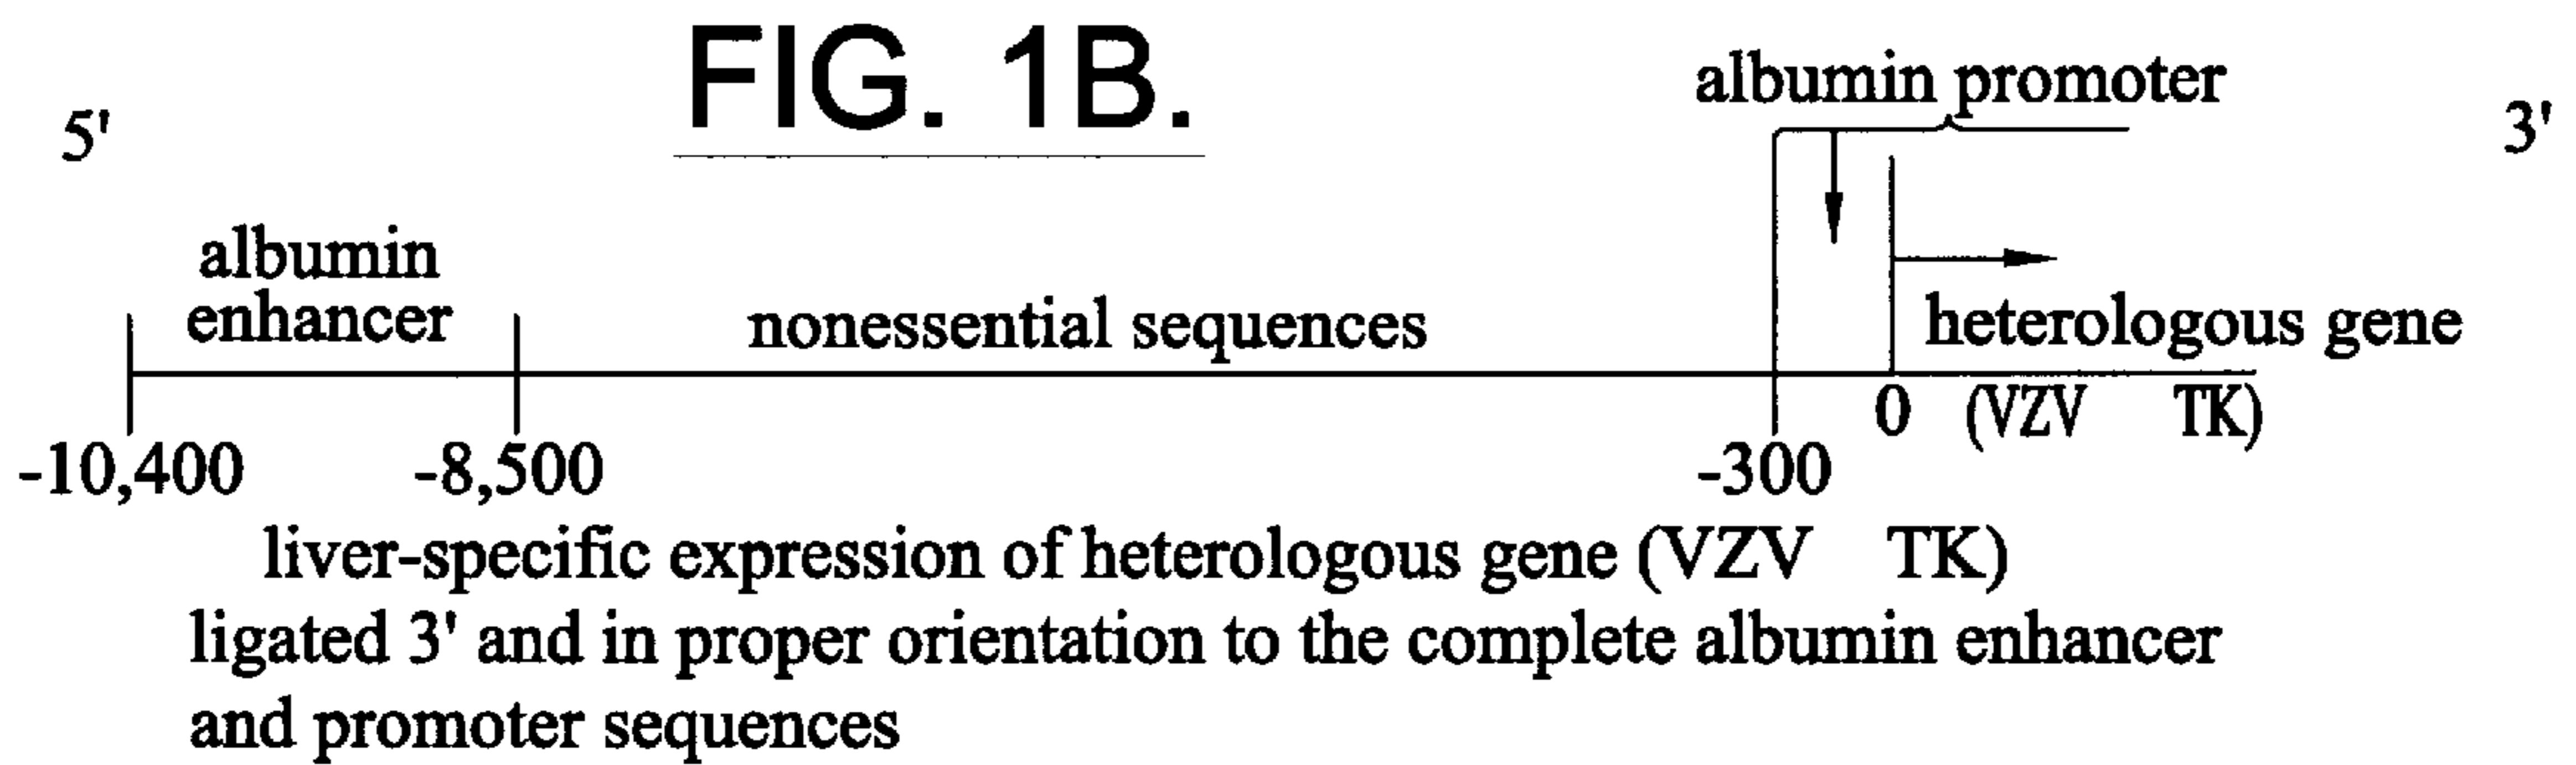 FIG. 1B.
albumin promoter
5'
3'
albumin
enhancer
nonessential sequences
heterologous gene
0 (VZV TK)
-10,400
-8,500
-300
liver-specific expression of heterologous gene (VZV TK)
ligated 3' and in proper orientation to the complete albumin enhancer
and promoter sequences